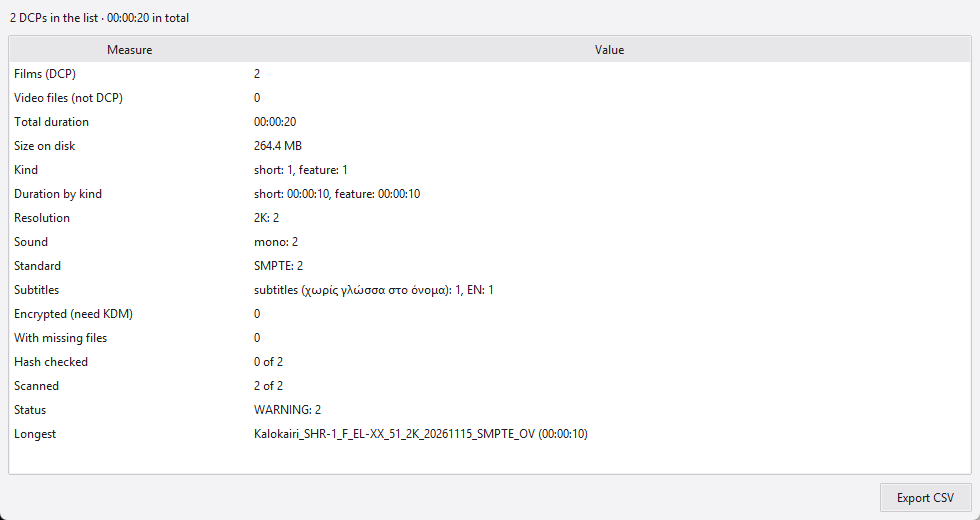 2 DCPs in the list · 00:00:20 in total
Measure Value
Films (DCP) 2
Video files (not DCP) 0
Total duration 00:00:20
Size on disk 264.4 MB
Kind short: 1, feature: 1
Duration by kind short: 00:00:10, feature: 00:00:10
Resolution 2K: 2
Sound mono: 2
Standard SMPTE: 2
Subtitles subtitles (χωρίς γλώσσα στο όνομα): 1, EN: 1
Encrypted (need KDM) 0
With missing files 0
Hash checked 0 of 2
Scanned 2 of 2
Status WARNING: 2
Longest Kalokairi_SHR-1_F_EL-XX_51_2K_20261115_SMPTE_OV (00:00:10)
Export CSV